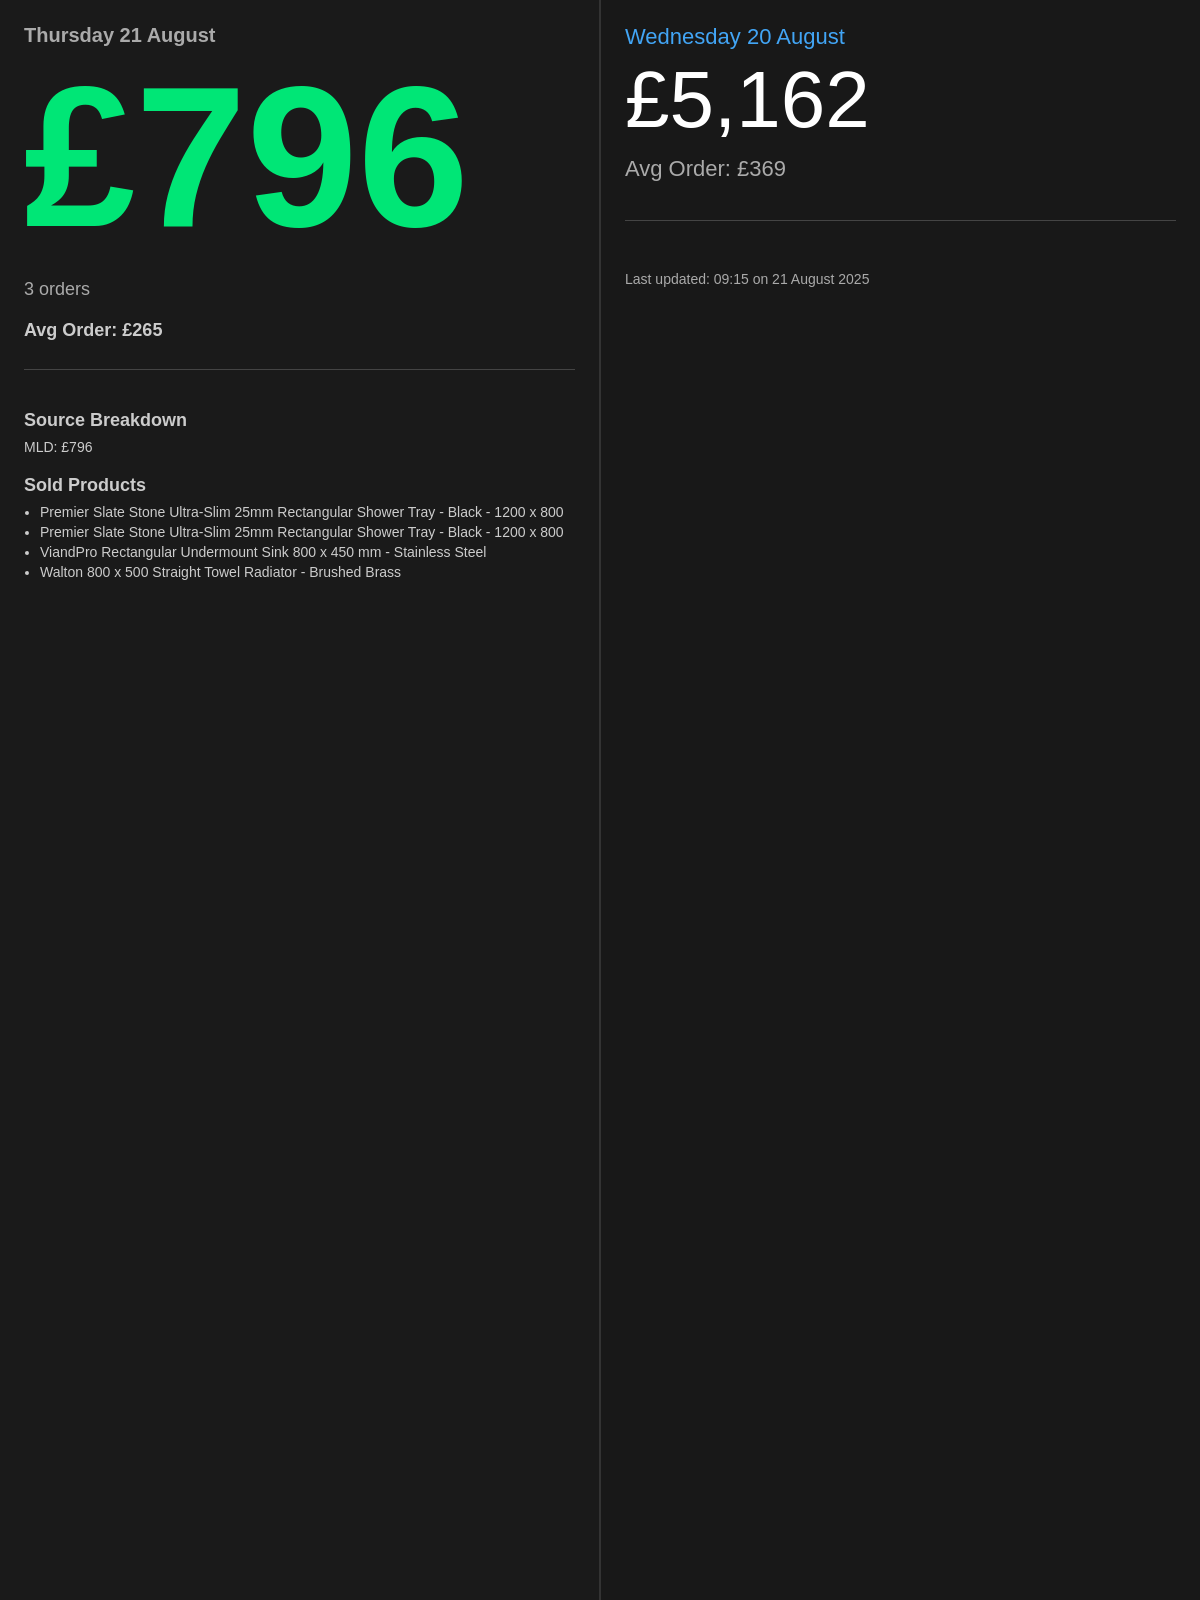 Thursday 21 August
£796
3 orders
Avg Order: £265
Source Breakdown
MLD: £796
Sold Products
• Premier Slate Stone Ultra-Slim 25mm Rectangular Shower Tray - Black - 1200 x 800
• Premier Slate Stone Ultra-Slim 25mm Rectangular Shower Tray - Black - 1200 x 800
• ViandPro Rectangular Undermount Sink 800 x 450 mm - Stainless Steel
• Walton 800 x 500 Straight Towel Radiator - Brushed Brass
Wednesday 20 August
£5,162
Avg Order: £369
Last updated: 09:15 on 21 August 2025